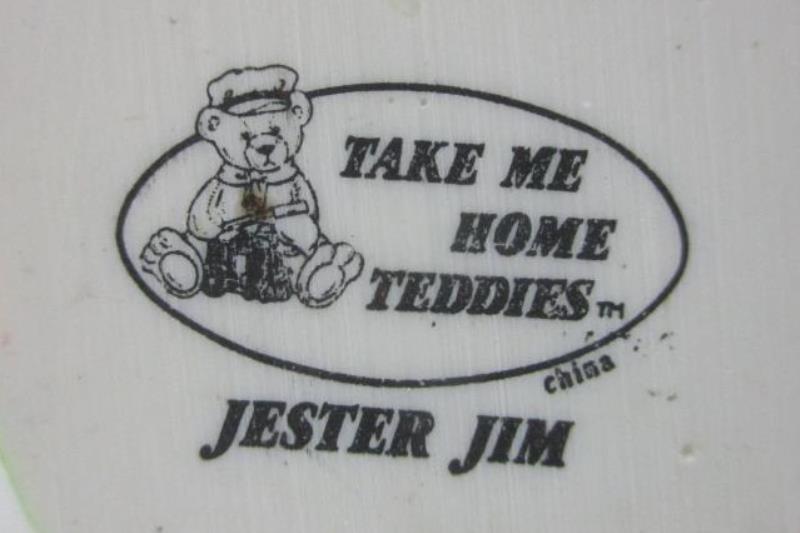 TAKE ME
HOME
TEDDIES™
china
JESTER JIM